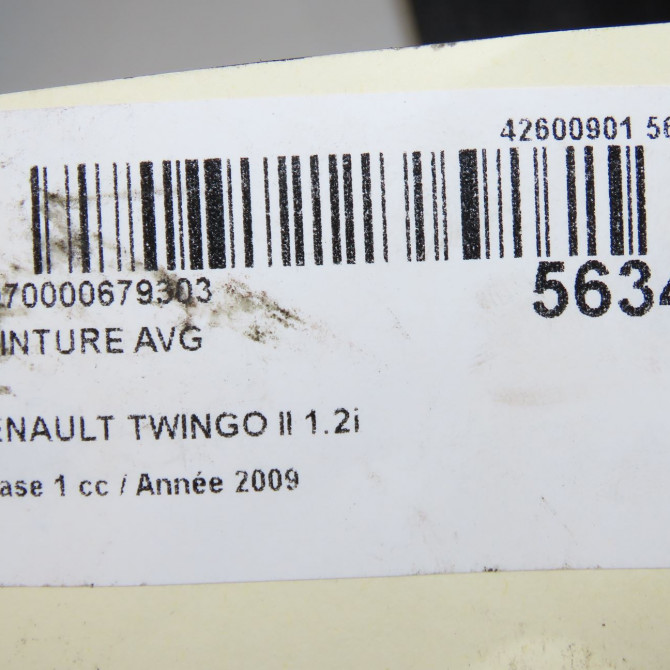 42600901 56
70000679303
5634
INTURE AVG
ENAULT TWINGO II 1.2i
ase 1 cc / Année 2009